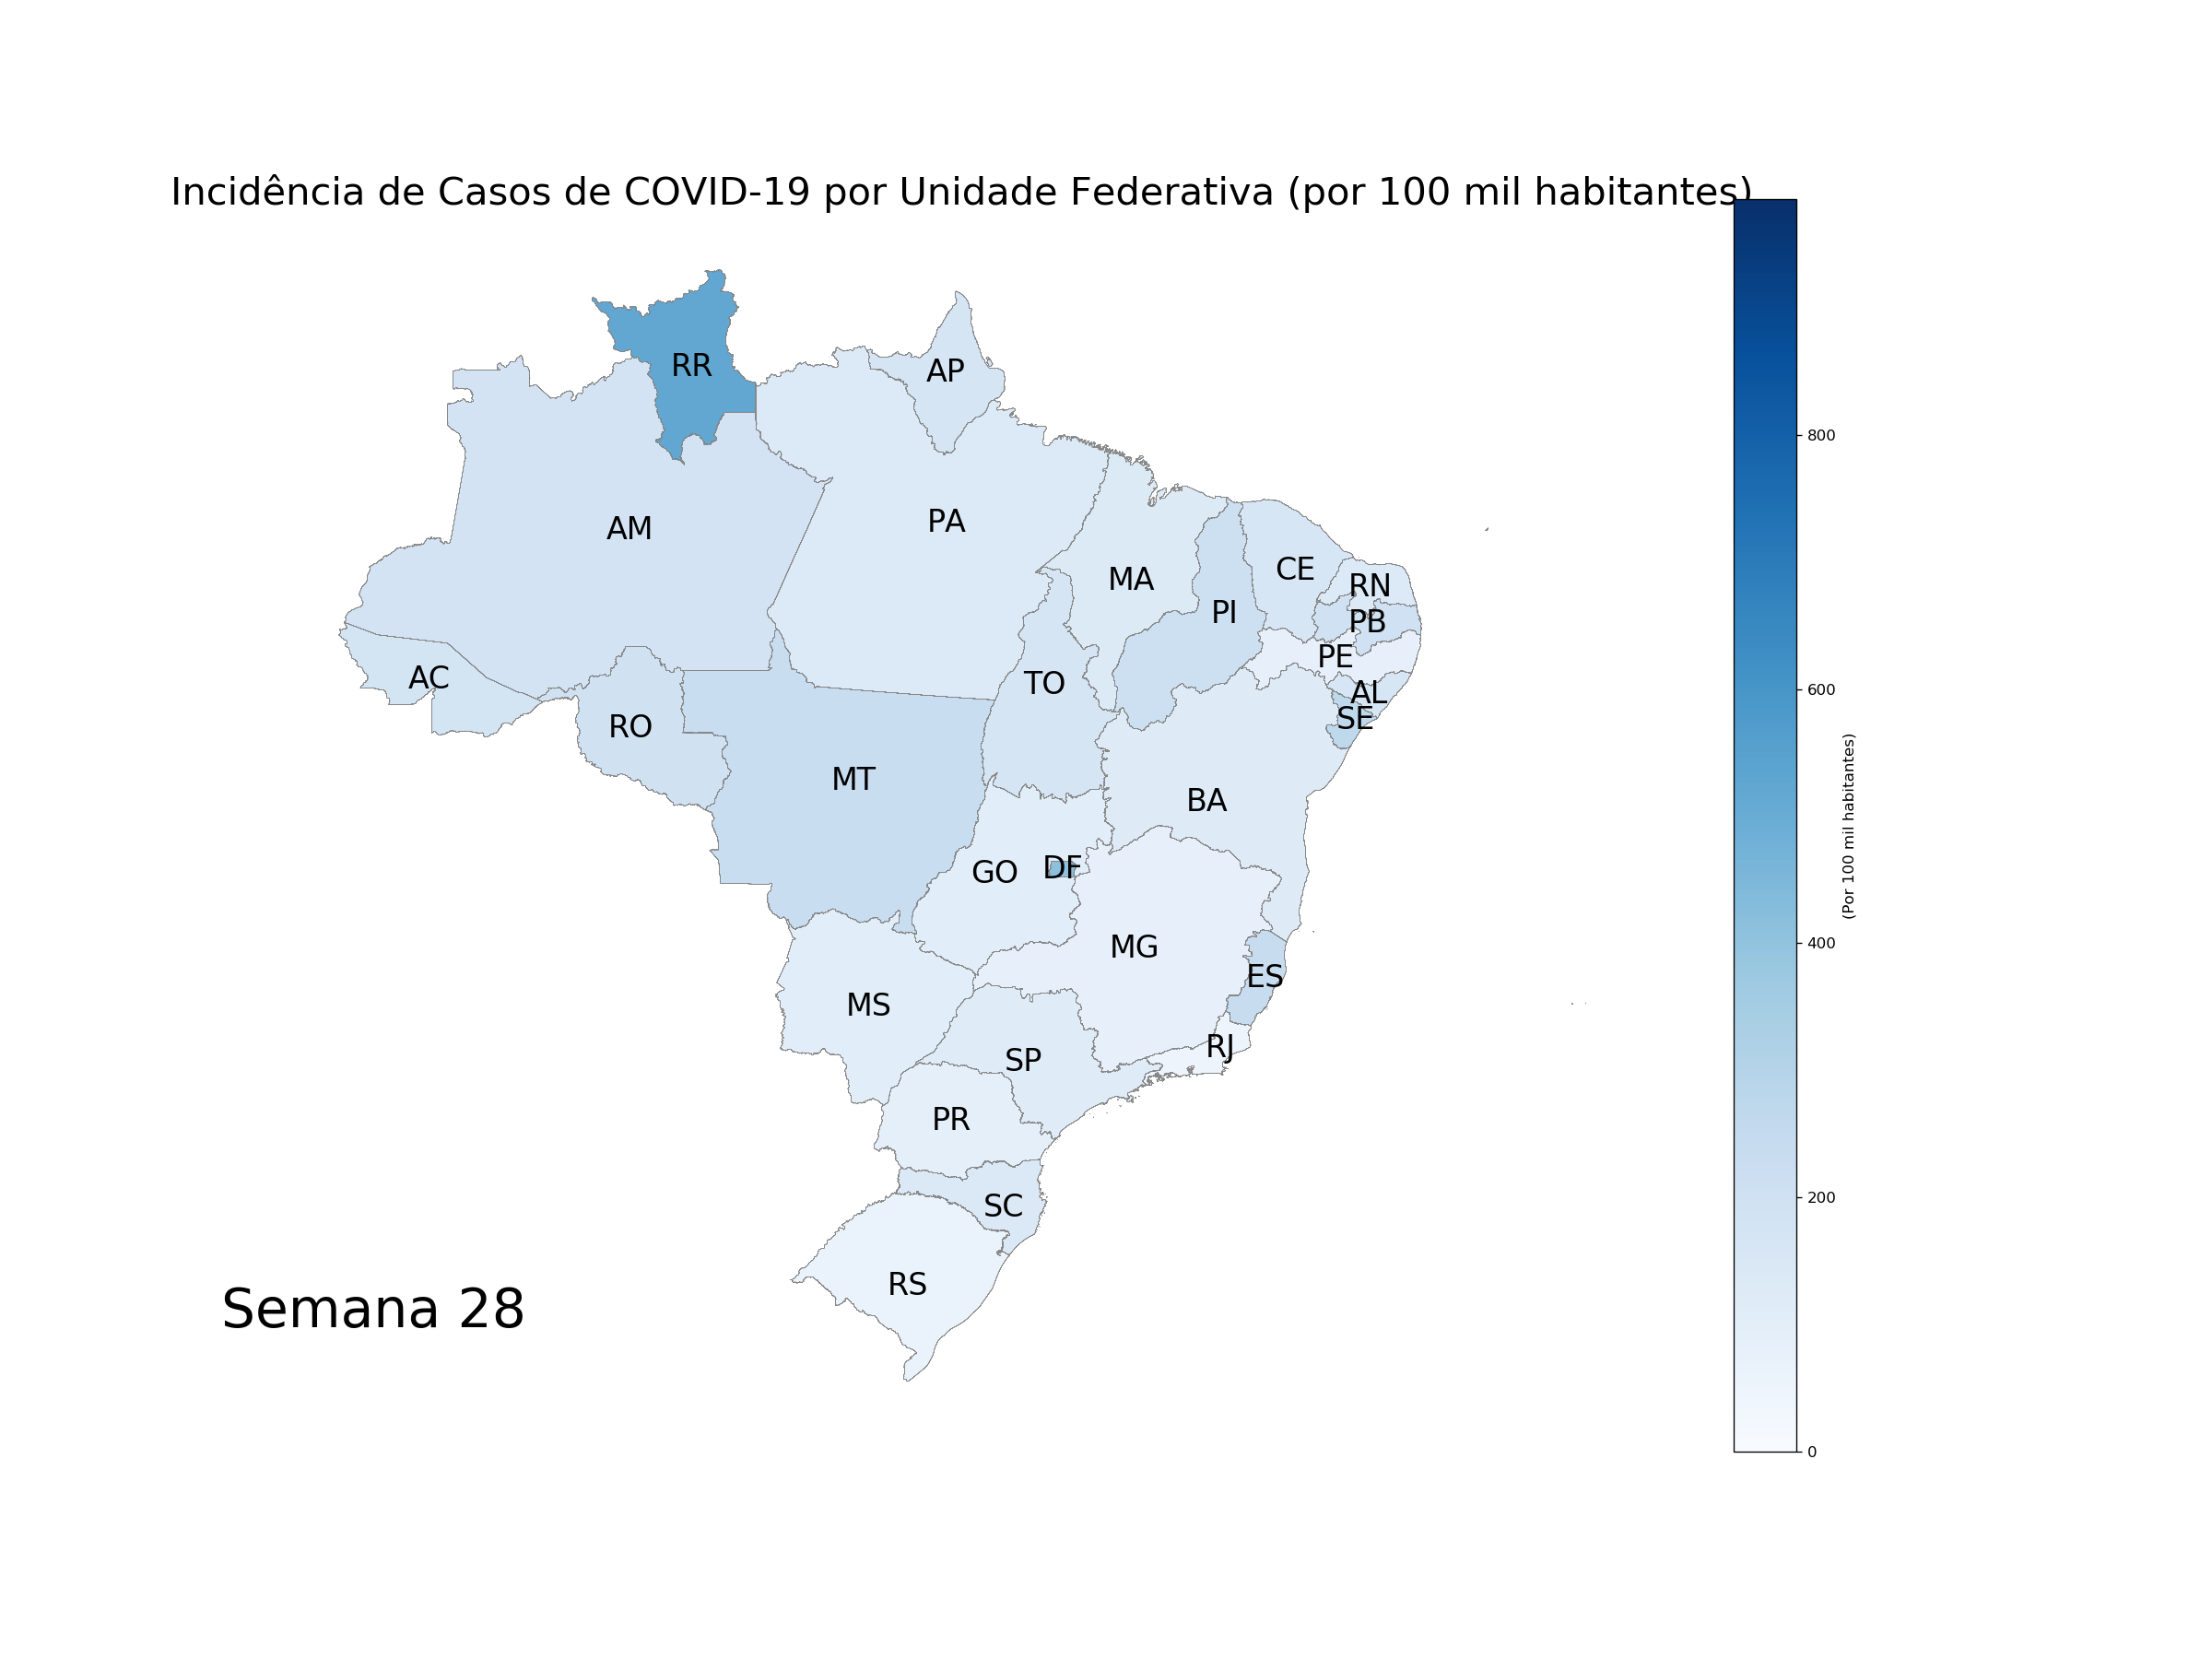 Incidência de Casos de COVID-19 por Unidade Federativa (por 100 mil habitantes)
RR
AP
AM
PA
MA
CE
RN
PI
PB
PE
AC
TO
AL
SE
RO
MT
BA
GO
DF
MG
ES
MS
RJ
SP
PR
SC
RS
Semana 28
800
600
400
200
0
(Por 100 mil habitantes)